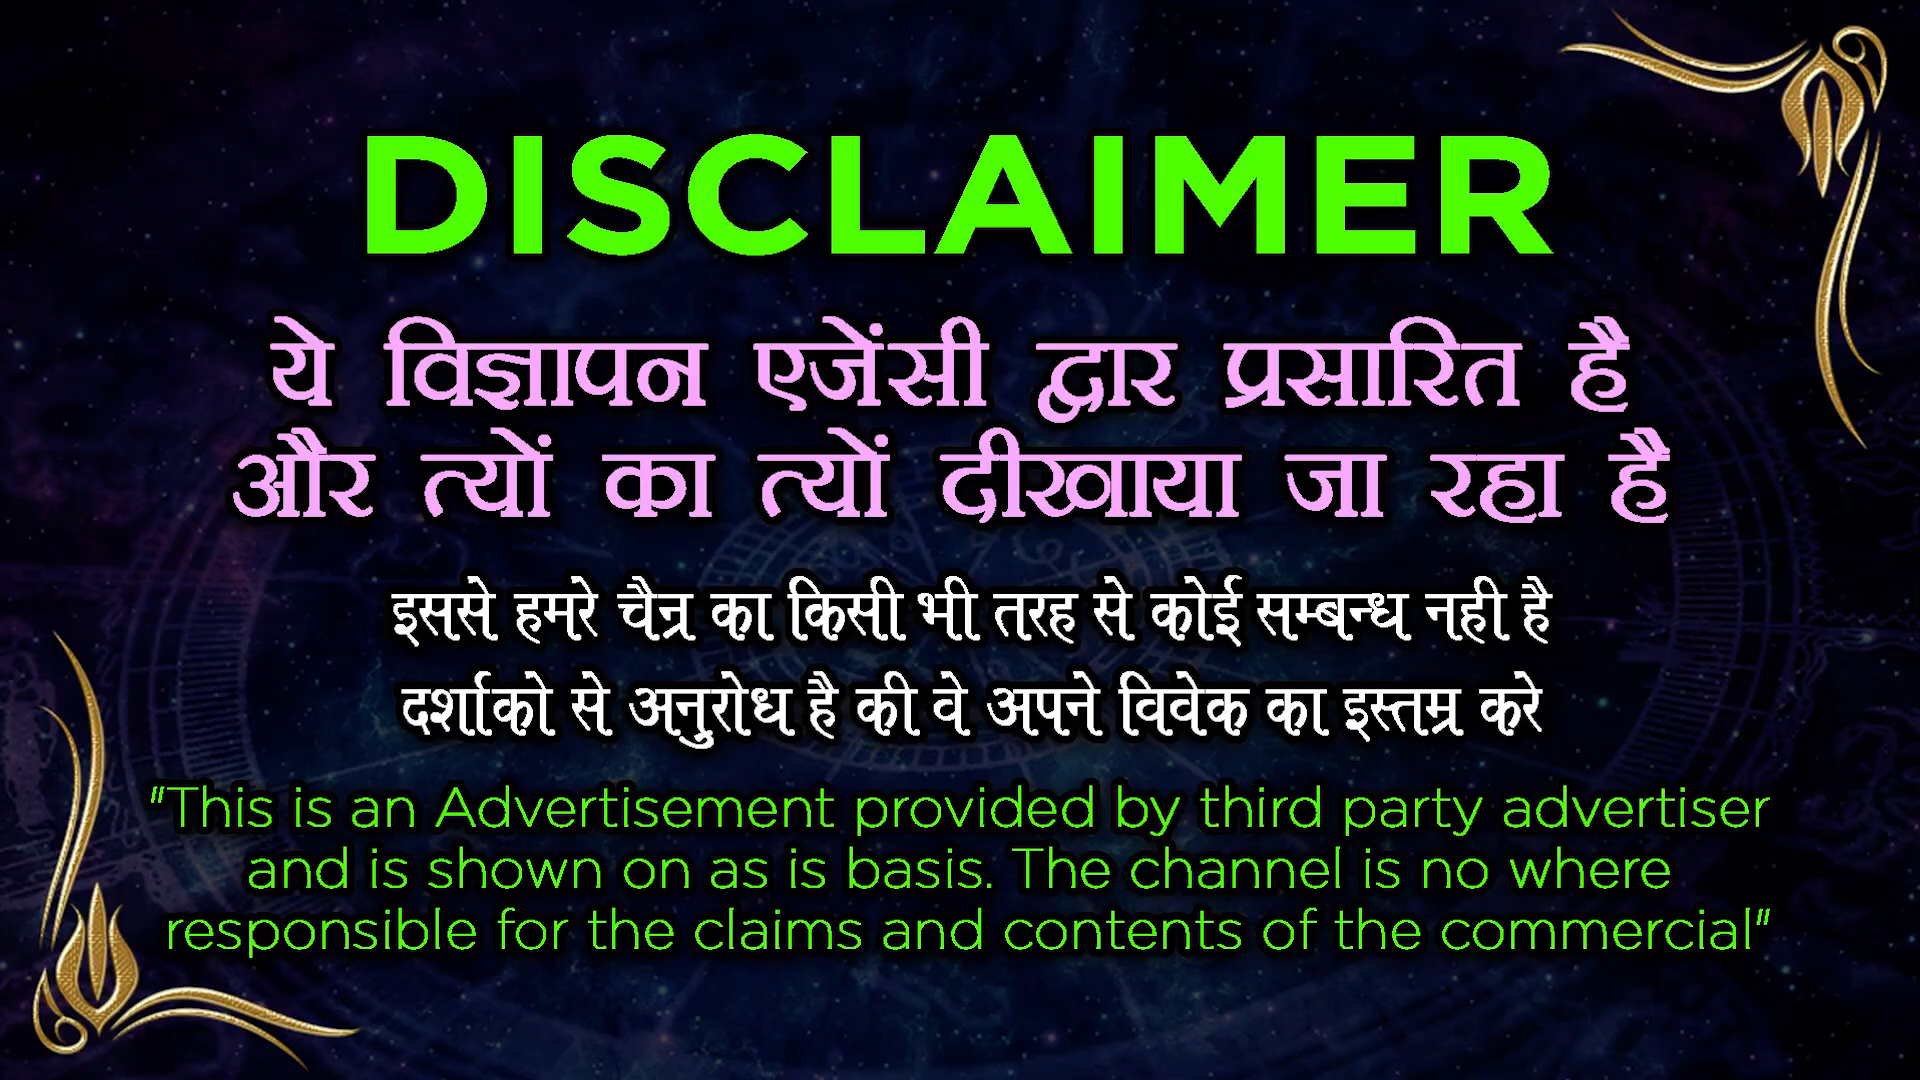 DISCLAIMER
ये विज्ञापन एजेंसी द्वार प्रसारित है
और त्यों का त्यों दीखाया जा रहा है
इससे हमरे चैन्र का किसी भी तरह से कोई सम्बन्ध नही है
दर्शाको से अनुरोध है की वे अपने विवेक का इस्तम्र करे
"This is an Advertisement provided by third party advertiser
and is shown on as is basis. The channel is no where
responsible for the claims and contents of the commercial"